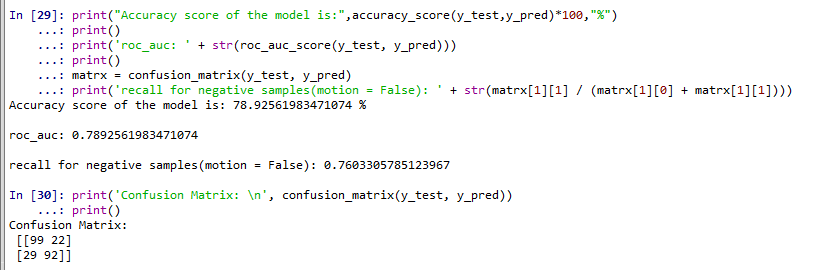 In [29]: print("Accuracy score of the model is:",accuracy_score(y_test,y_pred)*100,"%")
...: print()
...: print('roc_auc: ' + str(roc_auc_score(y_test, y_pred)))
...: print()
...: matrx = confusion_matrix(y_test, y_pred)
...: print('recall for negative samples(motion = False): ' + str(matrx[1][1] / (matrx[1][0] + matrx[1][1])))
Accuracy score of the model is: 78.92561983471074 %
roc_auc: 0.7892561983471074
recall for negative samples(motion = False): 0.7603305785123967
In [30]: print('Confusion Matrix: \n', confusion_matrix(y_test, y_pred))
...: print()
Confusion Matrix:
[[99 22]
[29 92]]